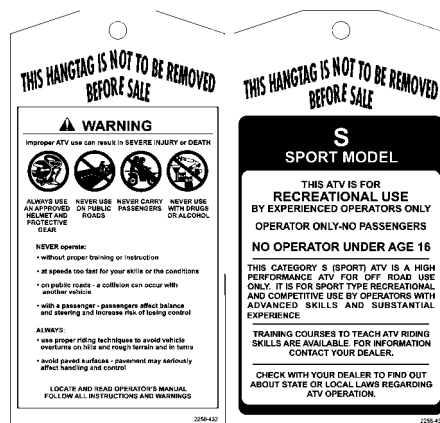 THIS HANGTAG IS NOT TO BE REMOVED
BEFORE SALE
WARNING
Improper ATV use can result in SEVERE INJURY or DEATH
ALWAYS USE
AN APPROVED
HELMET AND
PROTECTIVE
GEAR
NEVER USE
ON PUBLIC
ROADS
NEVER CARRY
PASSENGERS
NEVER USE
WITH DRUGS
OR ALCOHOL
NEVER operate:
• without proper training or instruction
• at speeds too fast for your skills or the conditions
• on public roads - a collision can occur with
another vehicle
• with a passenger - passengers affect balance
and steering and increase risk of losing control
ALWAYS:
• use proper riding techniques to avoid vehicle
overturns on hills and rough terrain and in turns
• avoid paved surfaces - pavement may seriously
affect handling and control
LOCATE AND READ OPERATOR'S MANUAL
FOLLOW ALL INSTRUCTIONS AND WARNINGS
2256-432
THIS HANGTAG IS NOT TO BE REMOVED
BEFORE SALE
S
SPORT MODEL
THIS ATV IS FOR
RECREATIONAL USE
BY EXPERIENCED OPERATORS ONLY
OPERATOR ONLY-NO PASSENGERS
NO OPERATOR UNDER AGE 16
THIS CATEGORY S (SPORT) ATV IS A HIGH
PERFORMANCE ATV FOR OFF ROAD USE
ONLY. IT IS FOR SPORT TYPE RECREATIONAL
AND COMPETITIVE USE BY OPERATORS WITH
ADVANCED SKILLS AND SUBSTANTIAL
EXPERIENCE
TRAINING COURSES TO TEACH ATV RIDING
SKILLS ARE AVAILABLE. FOR INFORMATION
CONTACT YOUR DEALER.
CHECK WITH YOUR DEALER TO FIND OUT
ABOUT STATE OR LOCAL LAWS REGARDING
ATV OPERATION.